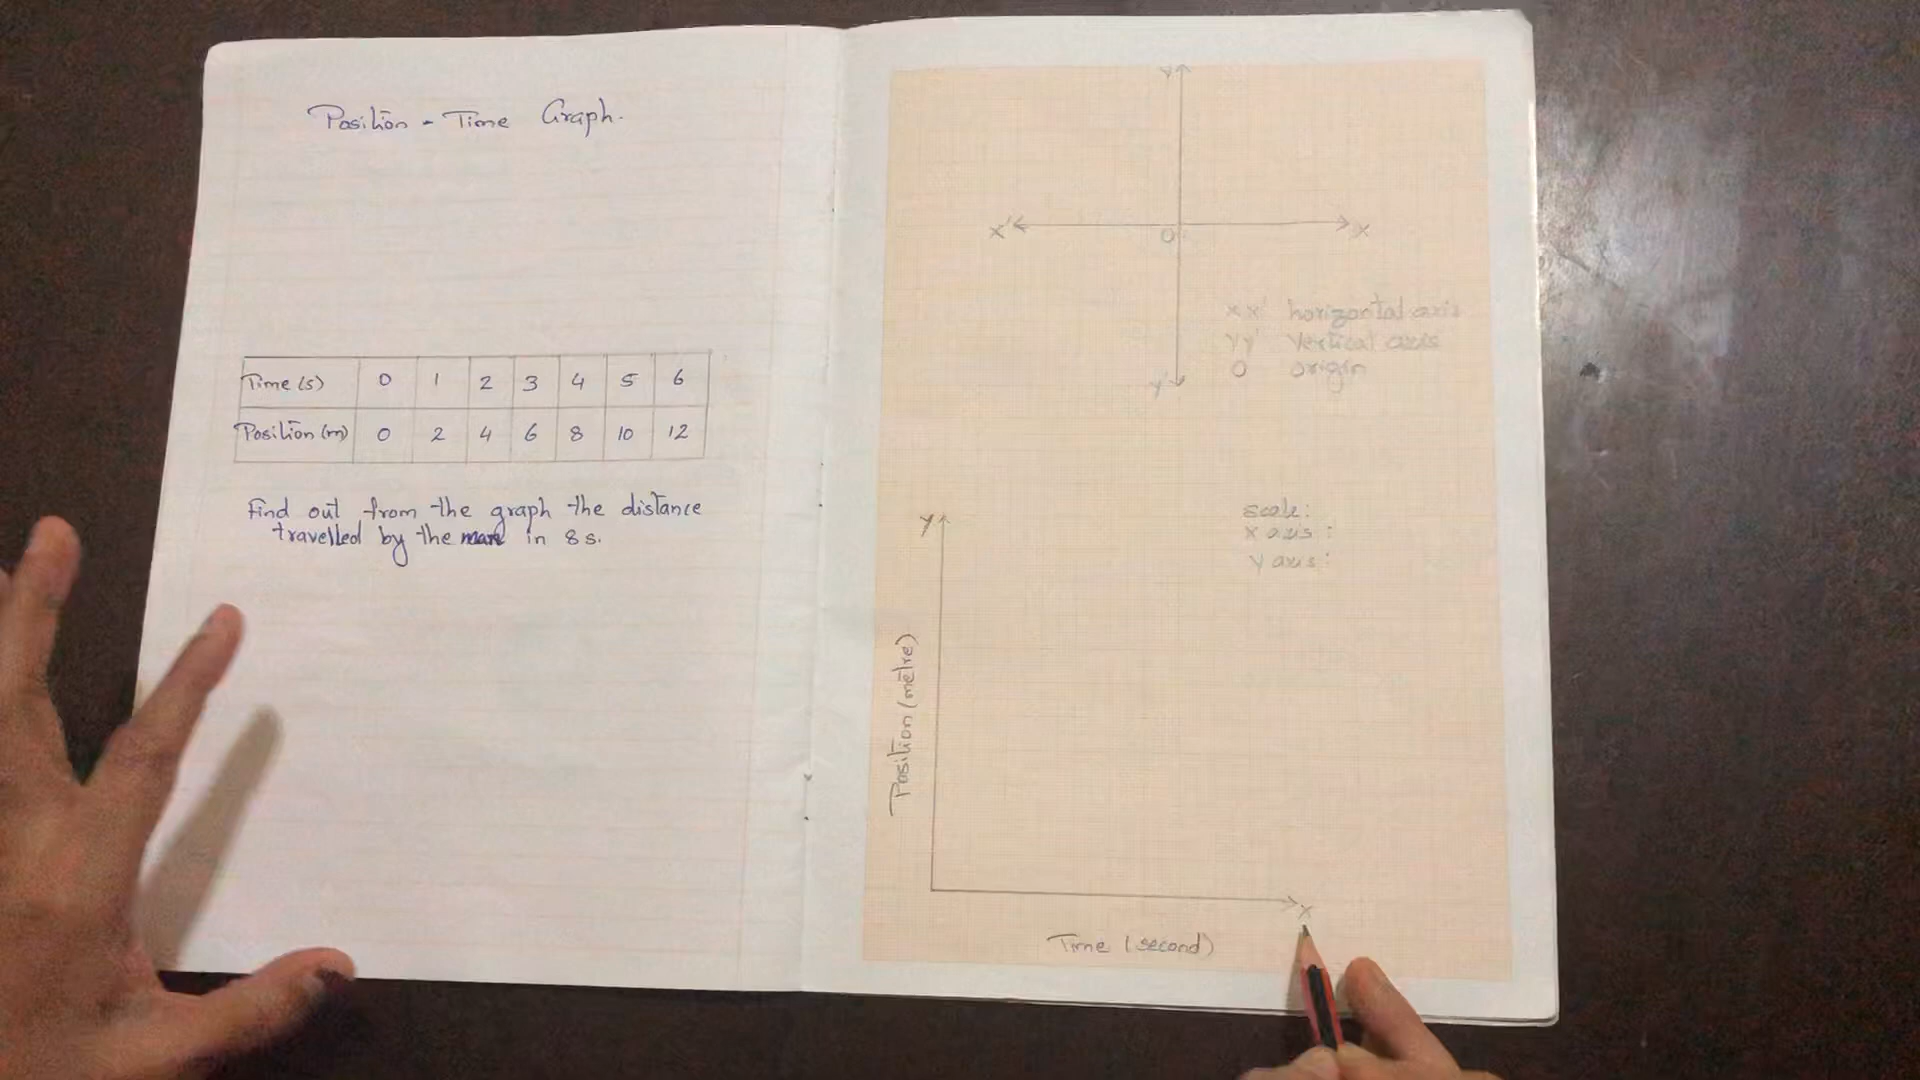 Position - Time Graph.
Time (s) 0 1 2 3 4 5 6
Position (m) 0 2 4 6 8 10 12
Find out from the graph the distance
travelled by the man in 8 s.
Y
X' O X
XX' horizontal axis
YY' Vertical axis
O origin
Y'
scale:
X axis:
Y axis:
Y
Position (metre)
X
Time (second)